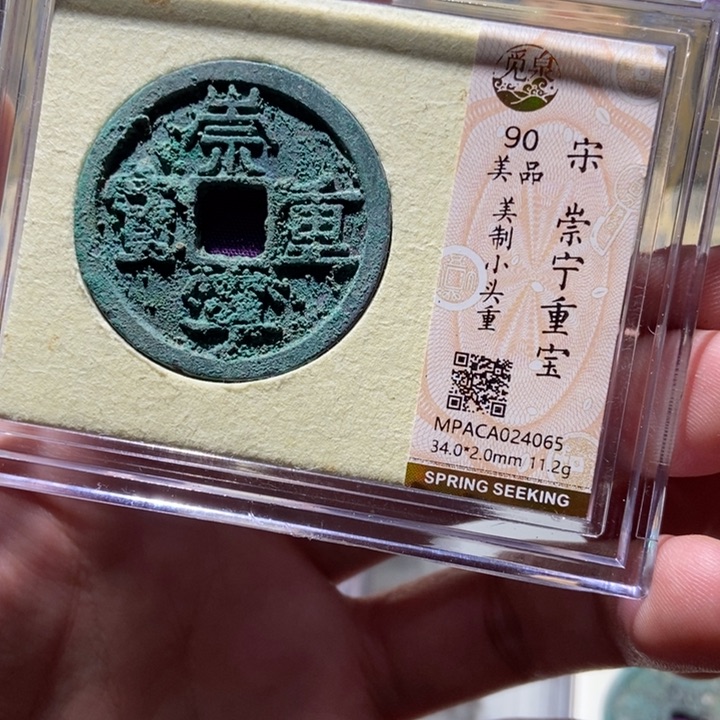 崇
重
寧
寳
觅泉
90
美品
美制小头重
宋
崇宁重宝
MPACA024065
34.0*2.0mm 11.2g
SPRING SEEKING